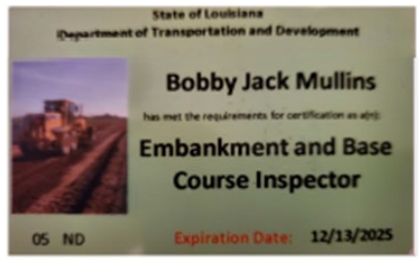 State of Louisiana
Department of Transportation and Development
Bobby Jack Mullins
has met the requirements for certification as a(n):
Embankment and Base
Course Inspector
05 ND Expiration Date: 12/13/2025